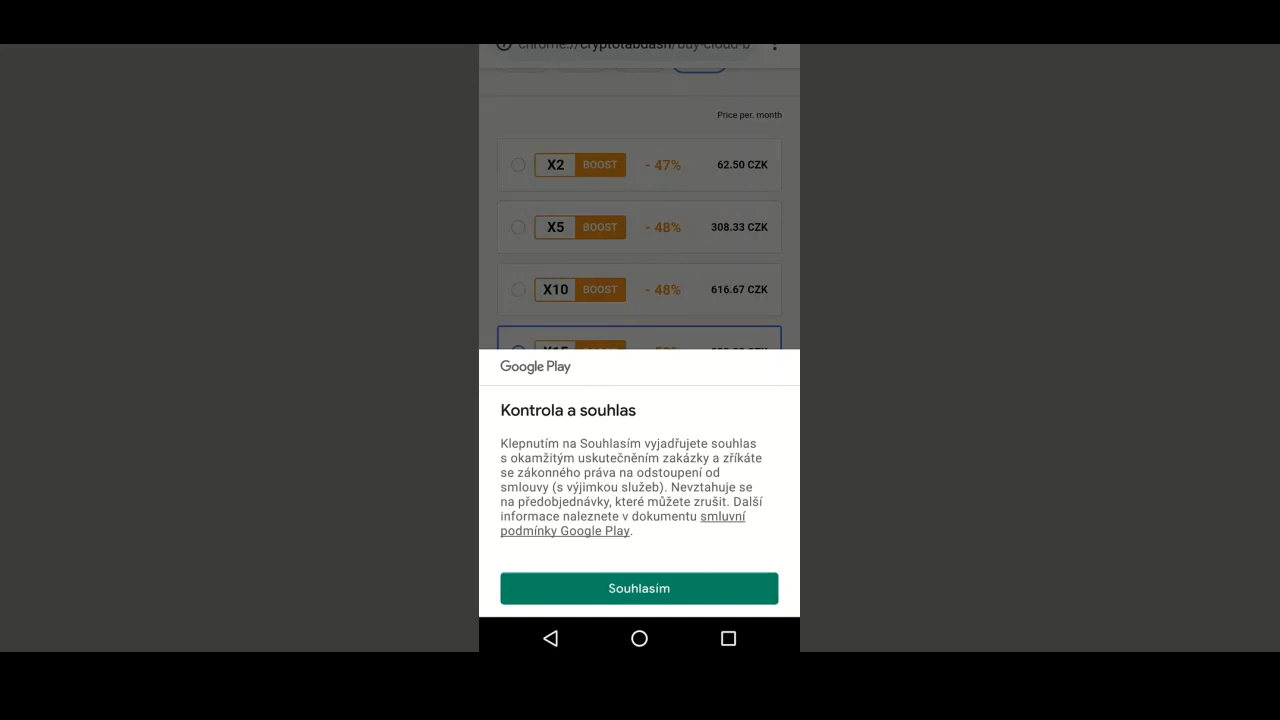 chrome://cryptotabdash/buy-cloud-b
Price per. month
X2 BOOST - 47% 62.50 CZK
X5 BOOST - 48% 308.33 CZK
X10 BOOST - 48% 616.67 CZK
X15 BOOST
Google Play
Kontrola a souhlas
Klepnutím na Souhlasím vyjadřujete souhlas
s okamžitým uskutečněním zakázky a zříkáte
se zákonného práva na odstoupení od
smlouvy (s výjimkou služeb). Nevztahuje se
na předobjednávky, které můžete zrušit. Další
informace naleznete v dokumentu smluvní
podmínky Google Play.
Souhlasím